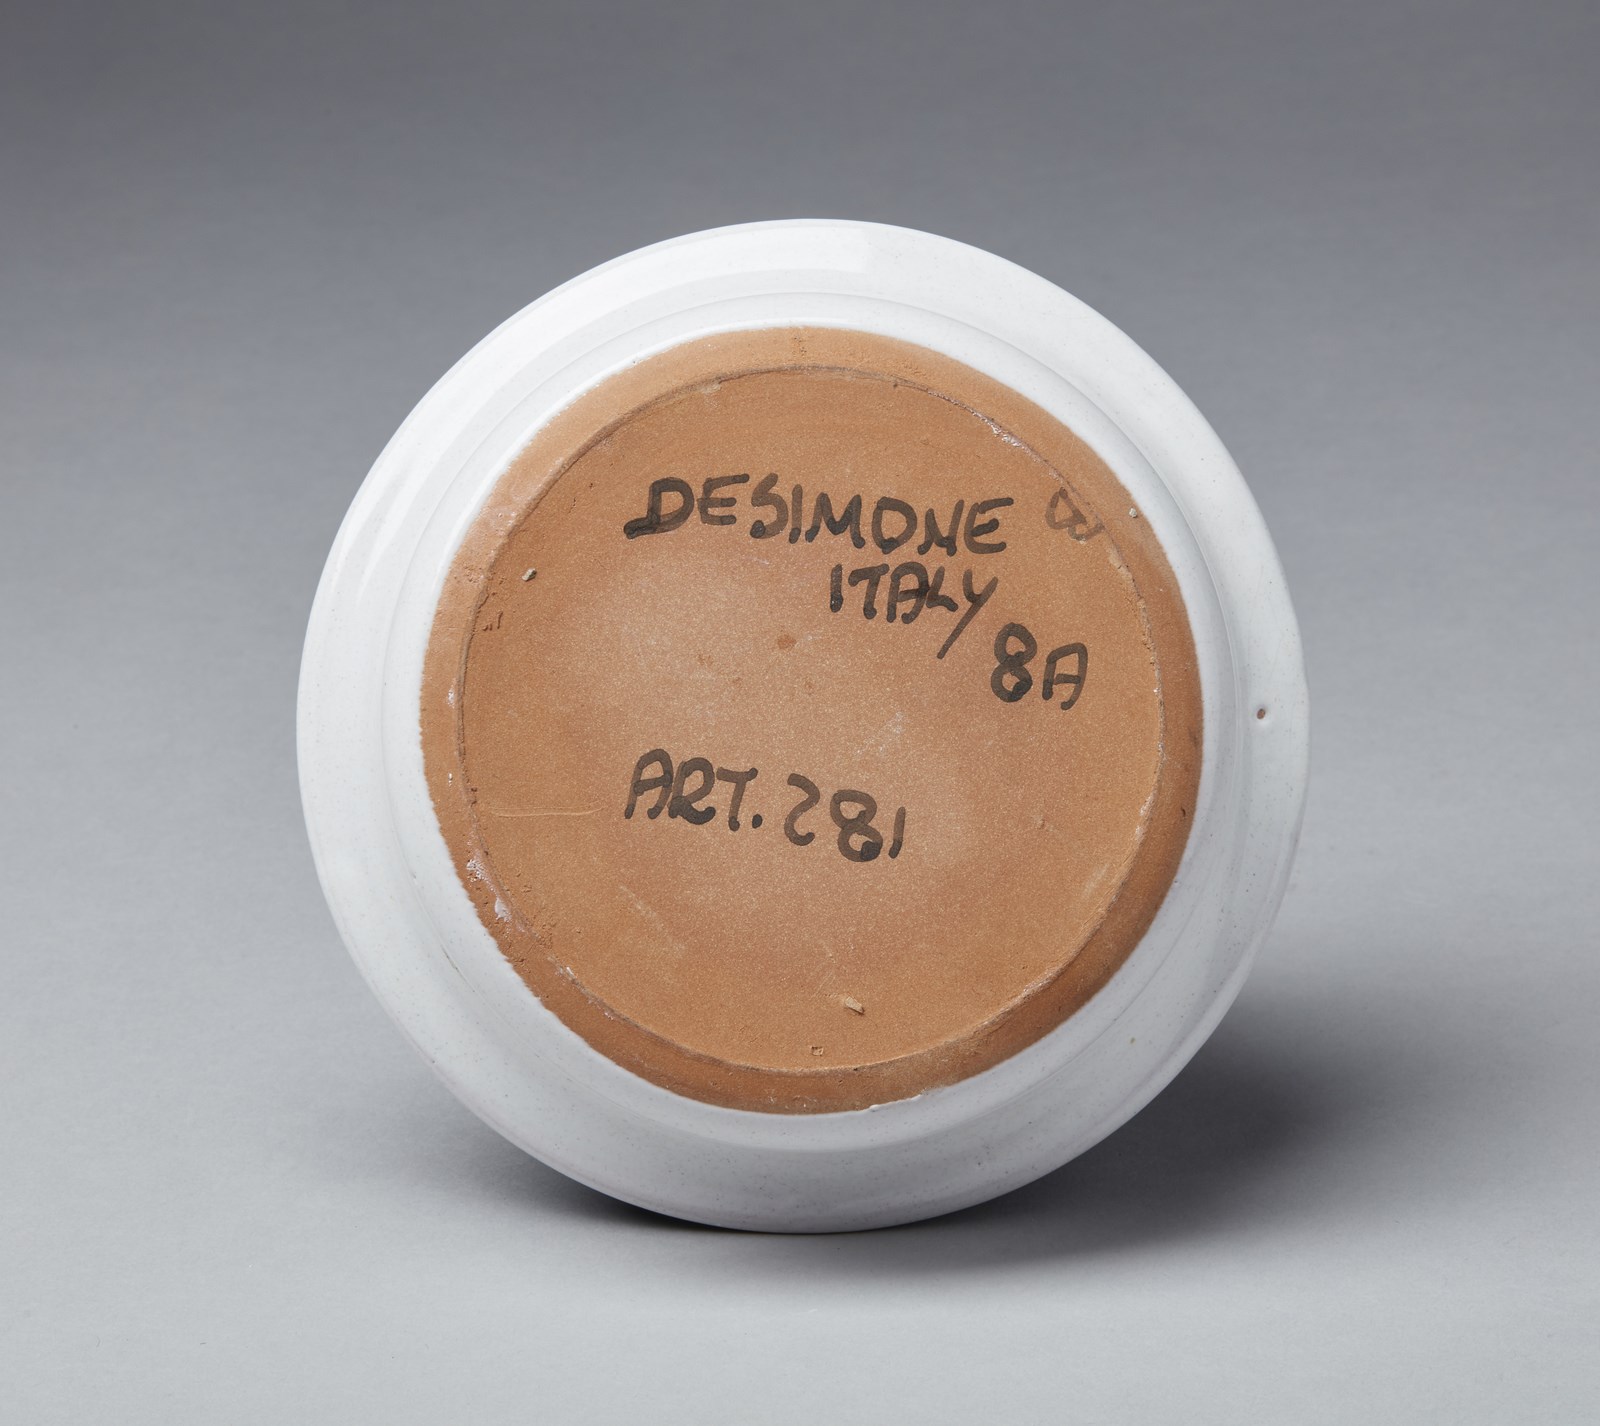 DESIMONE
ITALY
8A
ART. 281